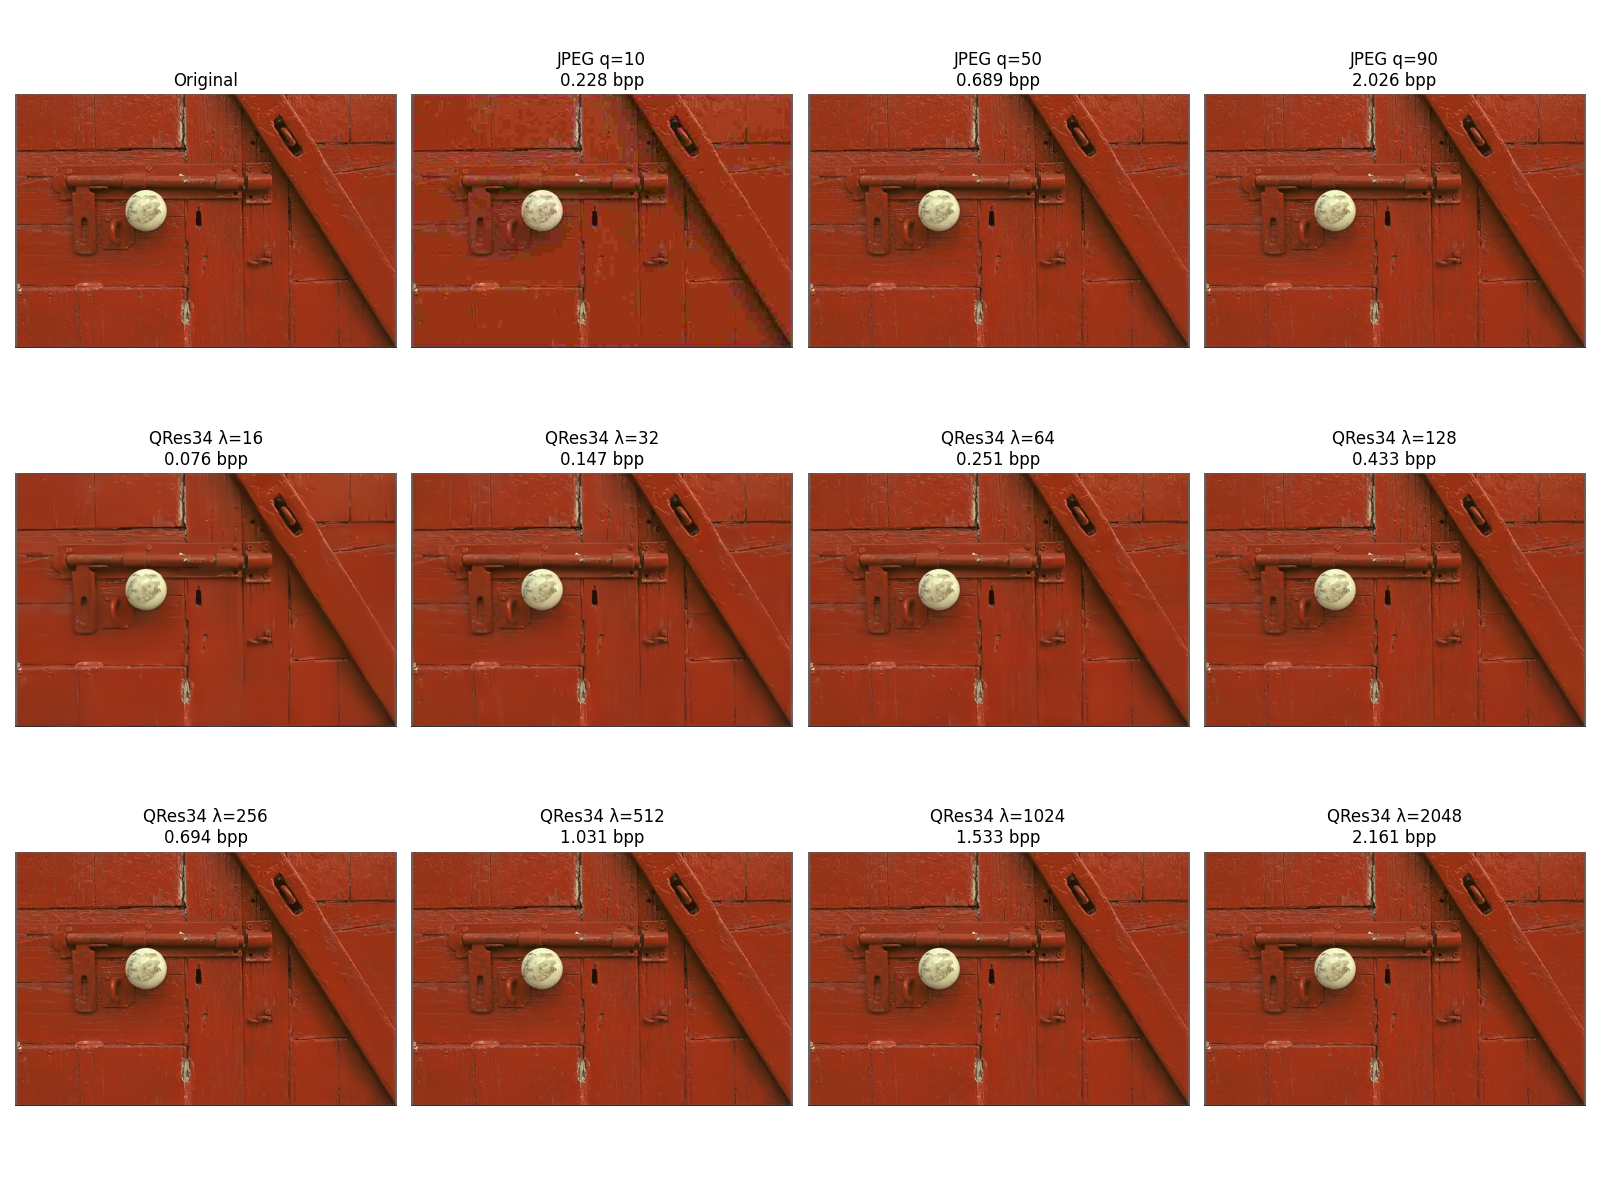 Original
JPEG q=10
0.228 bpp
JPEG q=50
0.689 bpp
JPEG q=90
2.026 bpp
QRes34 λ=16
0.076 bpp
QRes34 λ=32
0.147 bpp
QRes34 λ=64
0.251 bpp
QRes34 λ=128
0.433 bpp
QRes34 λ=256
0.694 bpp
QRes34 λ=512
1.031 bpp
QRes34 λ=1024
1.533 bpp
QRes34 λ=2048
2.161 bpp